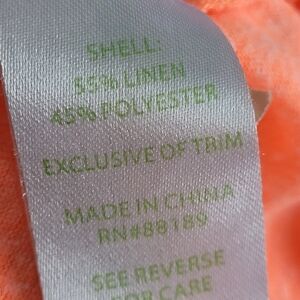 SHELL:
55% LINEN
45% POLYESTER
EXCLUSIVE OF TRIM
MADE IN CHINA
RN#88189
SEE REVERSE
FOR CARE